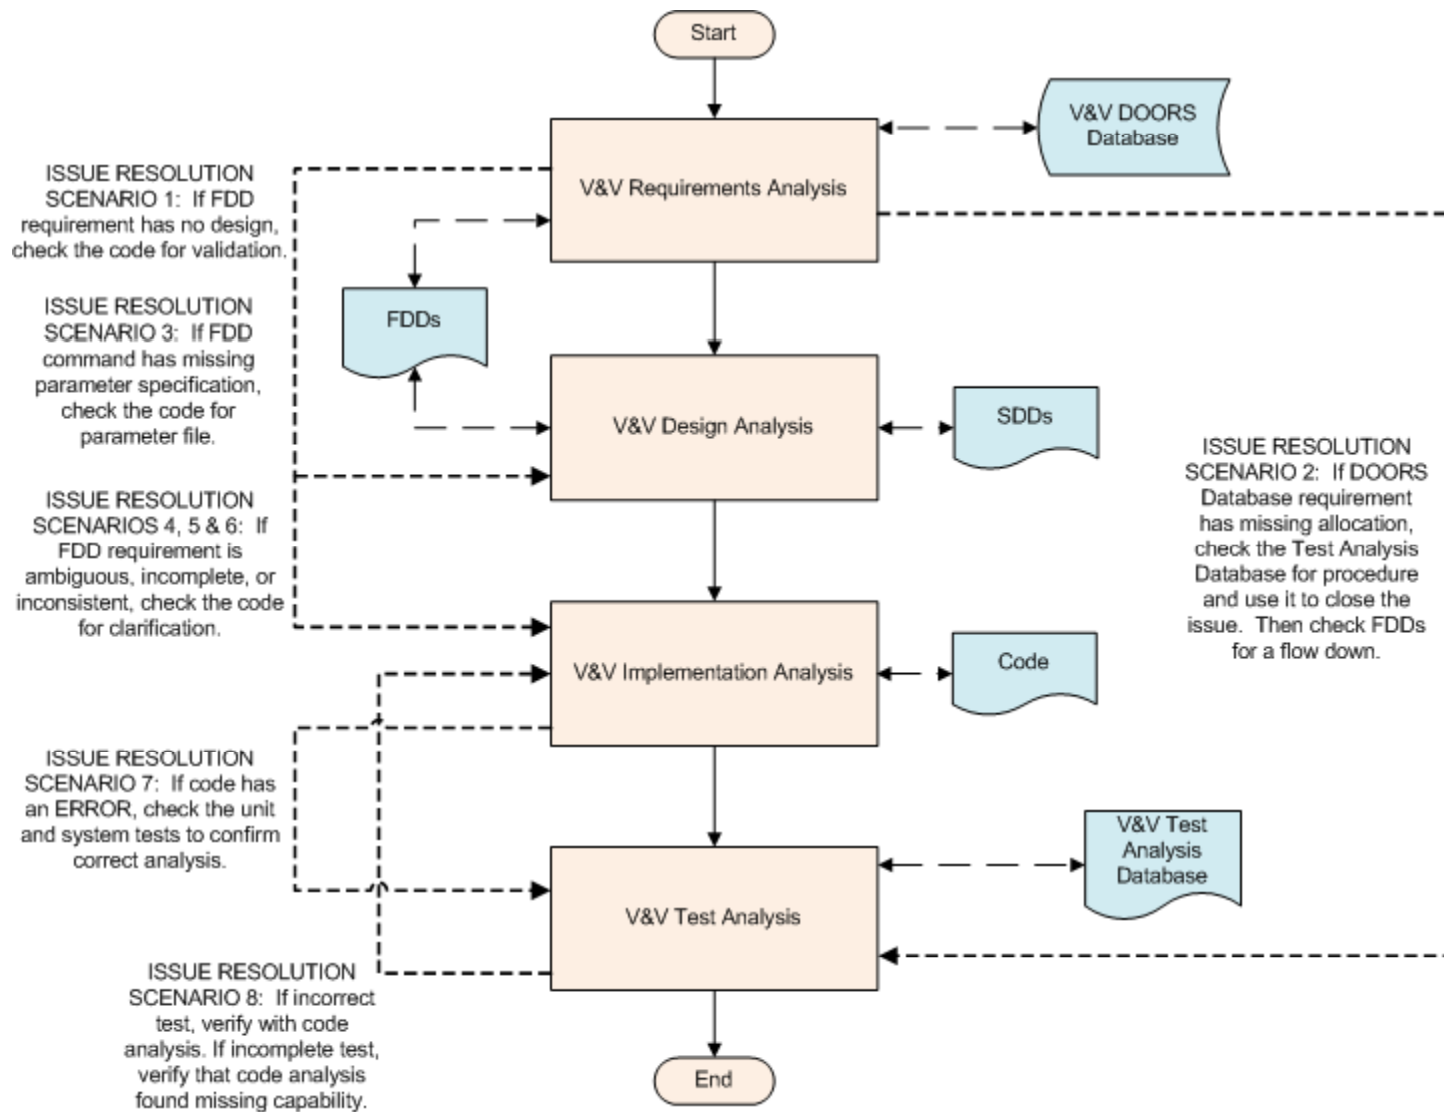 Start
V&V DOORS
Database
V&V Requirements Analysis
ISSUE RESOLUTION
SCENARIO 1:  If FDD
requirement has no design,
check the code for validation.
FDDs
ISSUE RESOLUTION
SCENARIO 3:  If FDD
command has missing
parameter specification,
check the code for
parameter file.
V&V Design Analysis
SDDs
ISSUE RESOLUTION
SCENARIO 2:  If DOORS
Database requirement
has missing allocation,
check the Test Analysis
Database for procedure
and use it to close the
issue.  Then check FDDs
for a flow down.
ISSUE RESOLUTION
SCENARIOS 4, 5 & 6:  If
FDD requirement is
ambiguous, incomplete, or
inconsistent, check the code
for clarification.
V&V Implementation Analysis
Code
ISSUE RESOLUTION
SCENARIO 7:  If code has
an ERROR, check the unit
and system tests to confirm
correct analysis.
V&V Test
Analysis
Database
V&V Test Analysis
ISSUE RESOLUTION
SCENARIO 8:  If incorrect
test, verify with code
analysis. If incomplete test,
verify that code analysis
found missing capability.
End